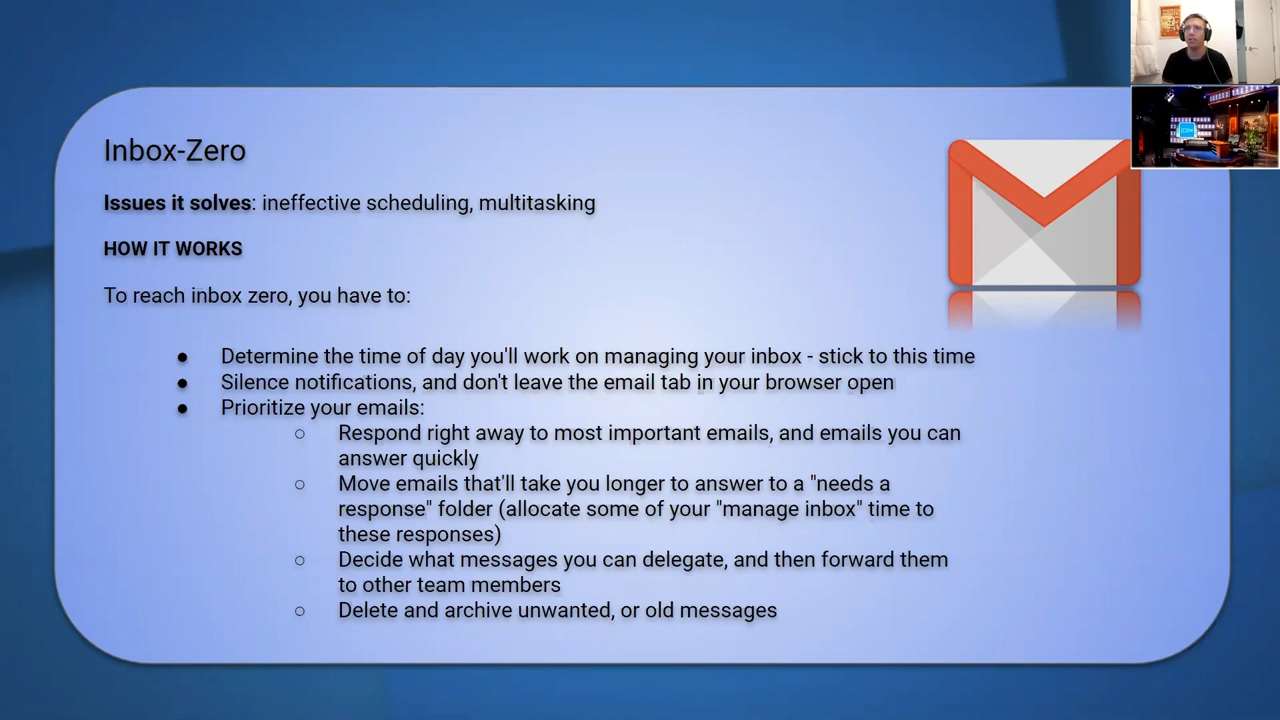 Inbox-Zero
Issues it solves: ineffective scheduling, multitasking
HOW IT WORKS
To reach inbox zero, you have to:
● Determine the time of day you'll work on managing your inbox - stick to this time
● Silence notifications, and don't leave the email tab in your browser open
● Prioritize your emails:
○ Respond right away to most important emails, and emails you can
answer quickly
○ Move emails that'll take you longer to answer to a "needs a
response" folder (allocate some of your "manage inbox" time to
these responses)
○ Decide what messages you can delegate, and then forward them
to other team members
○ Delete and archive unwanted, or old messages